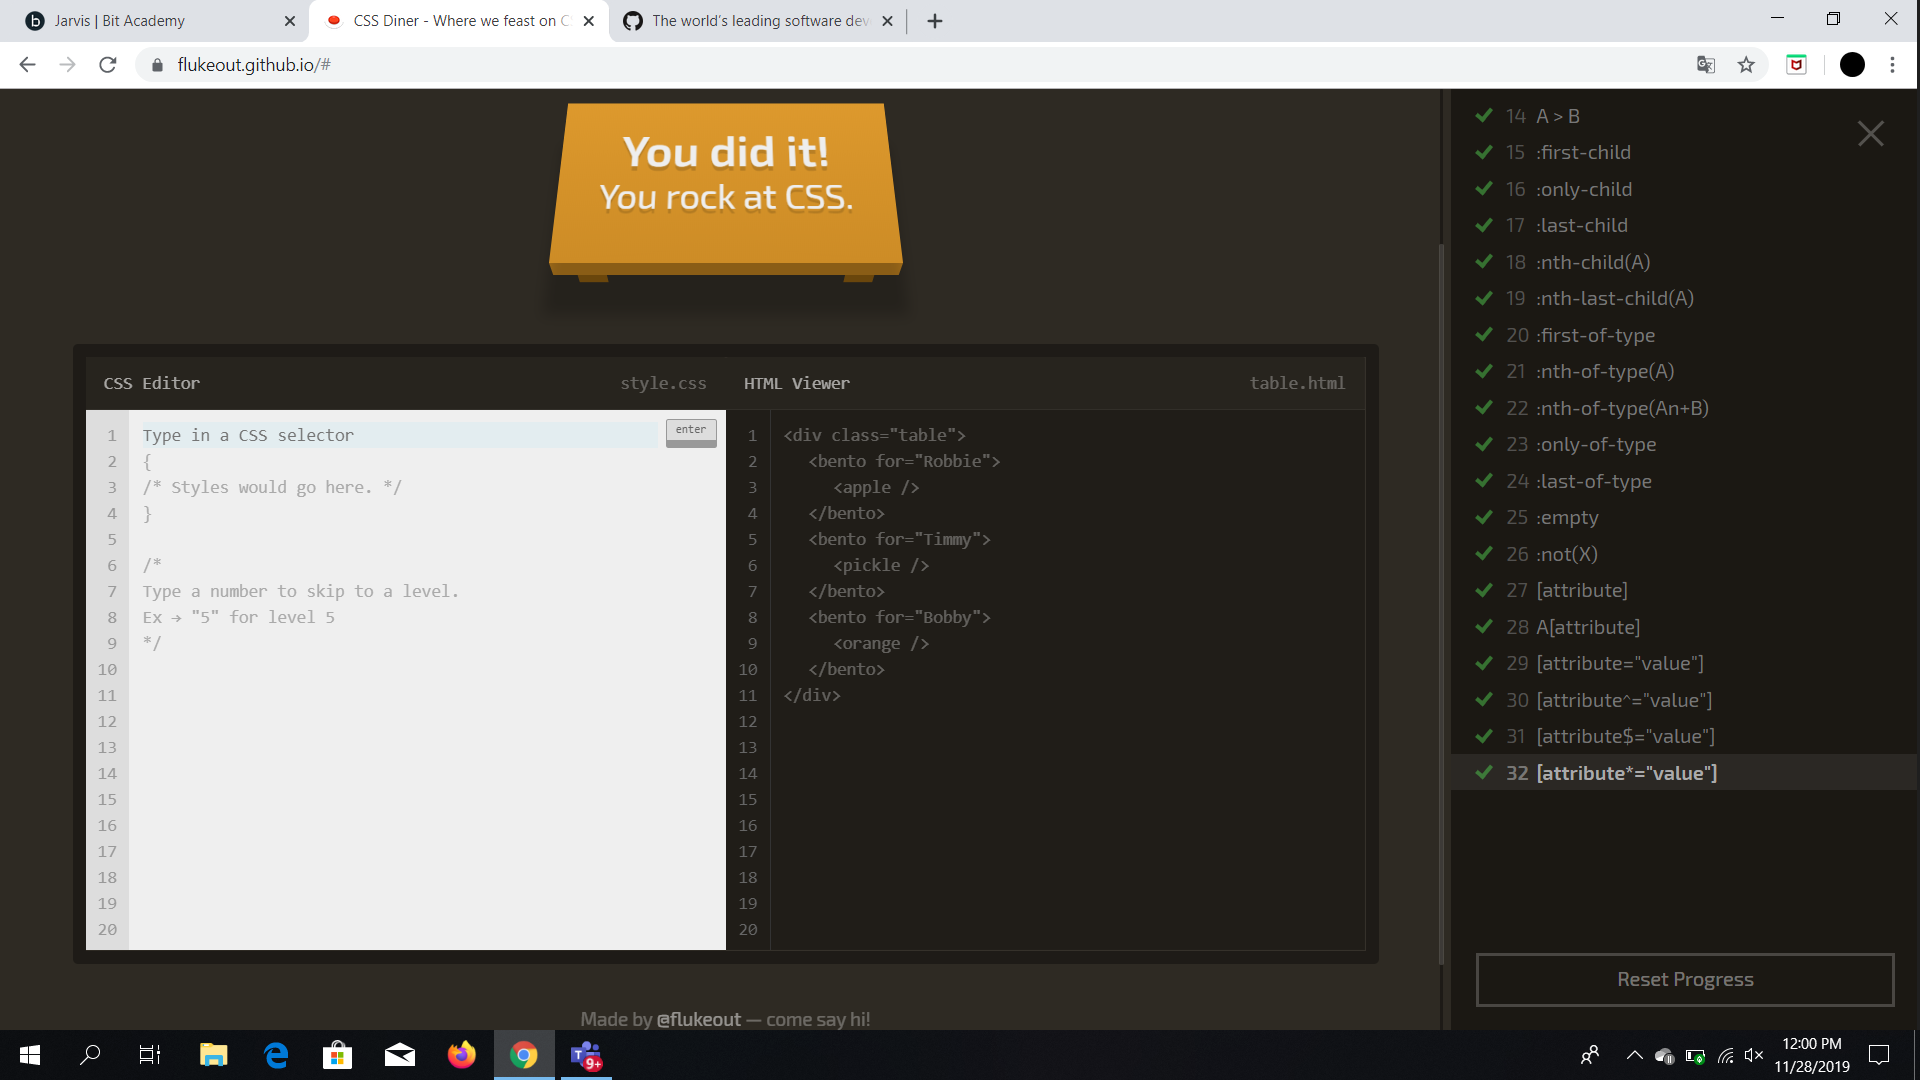 Jarvis | Bit Academy
CSS Diner - Where we feast on C
The world's leading software dev
flukeout.github.io/#
You did it!
You rock at CSS.
CSS Editor
style.css
HTML Viewer
table.html
1 Type in a CSS selector
enter
2 {
3 /* Styles would go here. */
4 }
5
6 /*
7 Type a number to skip to a level.
8 Ex → "5" for level 5
9 */
10
11
12
13
14
15
16
17
18
19
20
1 <div class="table">
2 <bento for="Robbie">
3 <apple />
4 </bento>
5 <bento for="Timmy">
6 <pickle />
7 </bento>
8 <bento for="Bobby">
9 <orange />
10 </bento>
11 </div>
12
13
14
15
16
17
18
19
20
Made by @flukeout — come say hi!
14 A > B
15 :first-child
16 :only-child
17 :last-child
18 :nth-child(A)
19 :nth-last-child(A)
20 :first-of-type
21 :nth-of-type(A)
22 :nth-of-type(An+B)
23 :only-of-type
24 :last-of-type
25 :empty
26 :not(X)
27 [attribute]
28 A[attribute]
29 [attribute="value"]
30 [attribute^="value"]
31 [attribute$="value"]
32 [attribute*="value"]
Reset Progress
9+
12:00 PM
11/28/2019